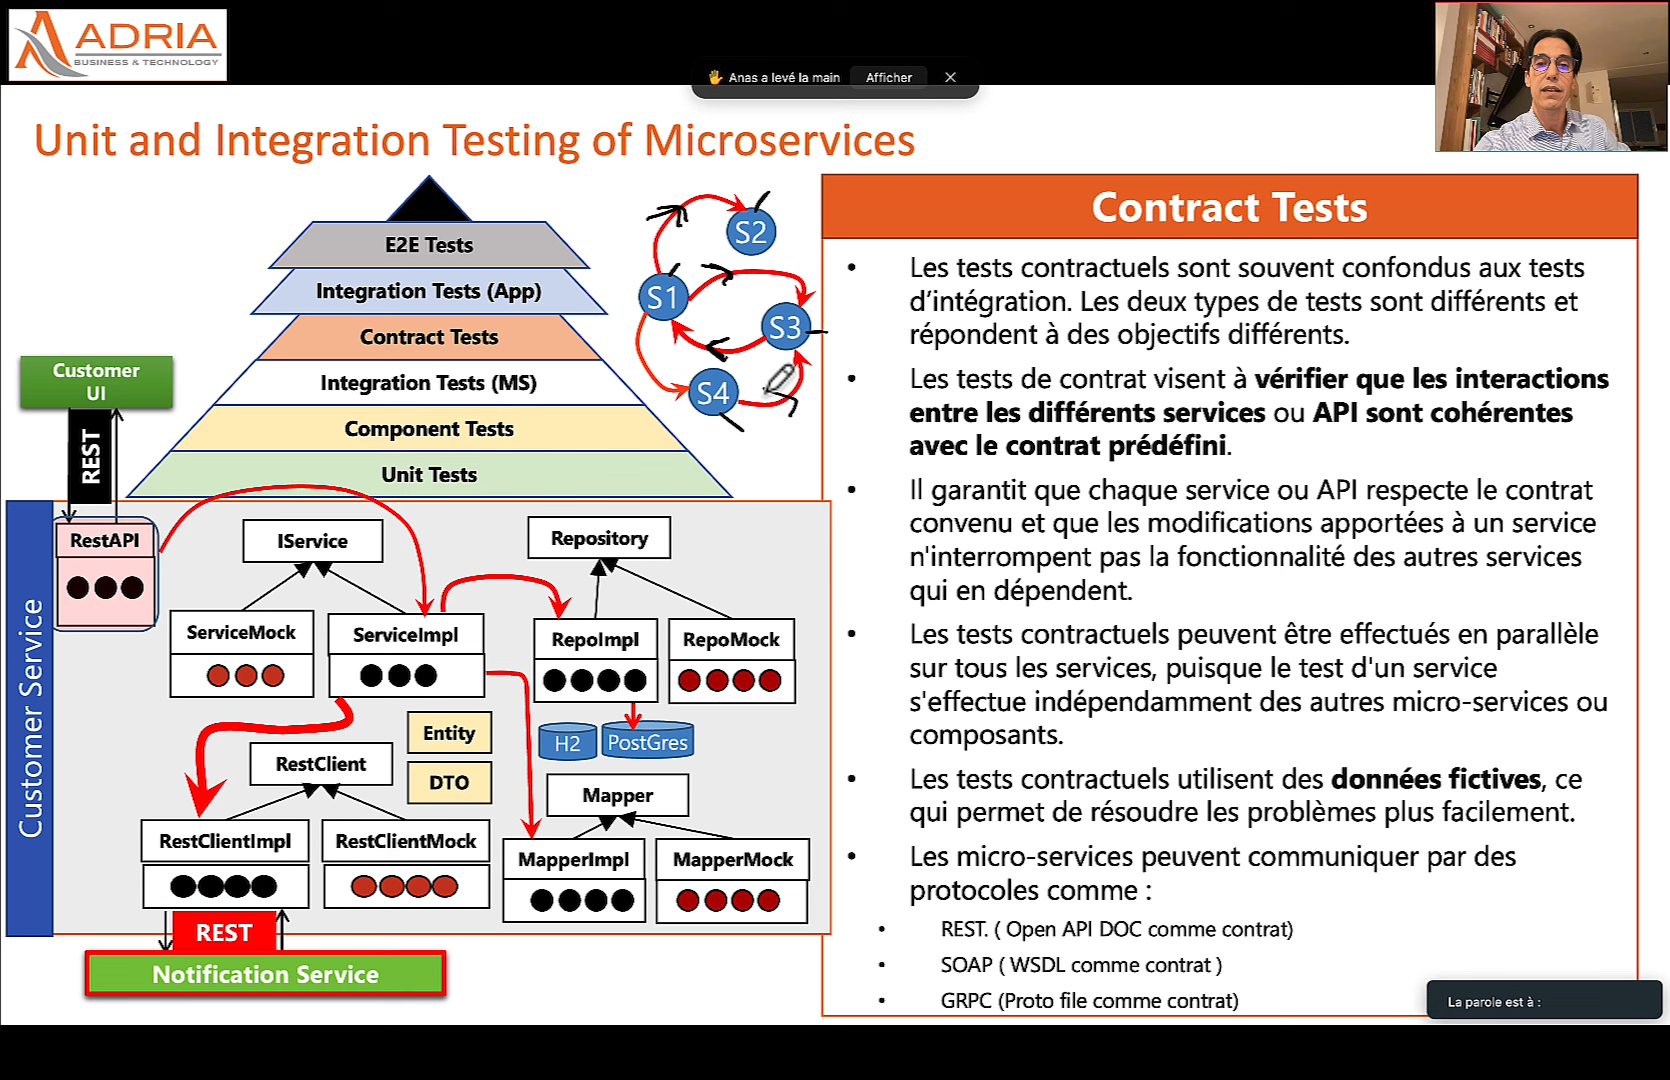 ADRIA
BUSINESS & TECHNOLOGY
Anas a levé la main
Afficher
Unit and Integration Testing of Microservices
E2E Tests
Integration Tests (App)
Contract Tests
Integration Tests (MS)
Component Tests
Unit Tests
S2
S1
S3
S4
Customer
UI
REST
Customer Service
RestAPI
IService
Repository
ServiceMock
ServiceImpl
RepoImpl
RepoMock
Entity
DTO
H2
PostGres
RestClient
Mapper
RestClientImpl
RestClientMock
MapperImpl
MapperMock
REST
Notification Service
Contract Tests
• Les tests contractuels sont souvent confondus aux tests
d’intégration. Les deux types de tests sont différents et
répondent à des objectifs différents.
• Les tests de contrat visent à vérifier que les interactions
entre les différents services ou API sont cohérentes
avec le contrat prédéfini.
• Il garantit que chaque service ou API respecte le contrat
convenu et que les modifications apportées à un service
n'interrompent pas la fonctionnalité des autres services
qui en dépendent.
• Les tests contractuels peuvent être effectués en parallèle
sur tous les services, puisque le test d'un service
s'effectue indépendamment des autres micro-services ou
composants.
• Les tests contractuels utilisent des données fictives, ce
qui permet de résoudre les problèmes plus facilement.
• Les micro-services peuvent communiquer par des
protocoles comme :
• REST. ( Open API DOC comme contrat)
• SOAP ( WSDL comme contrat )
• GRPC (Proto file comme contrat)
La parole est à :